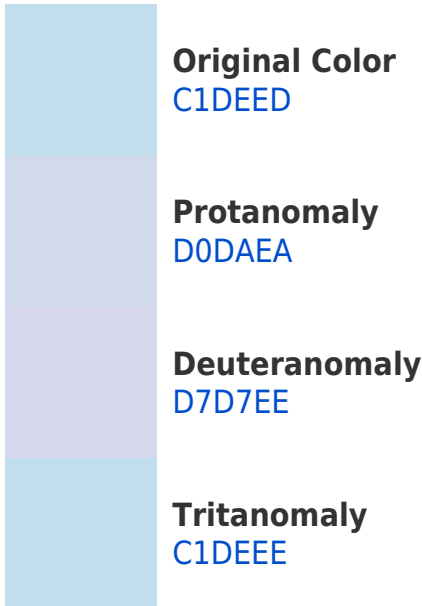 Original Color
C1DEED
Protanomaly
D0DAEA
Deuteranomaly
D7D7EE
Tritanomaly
C1DEEE